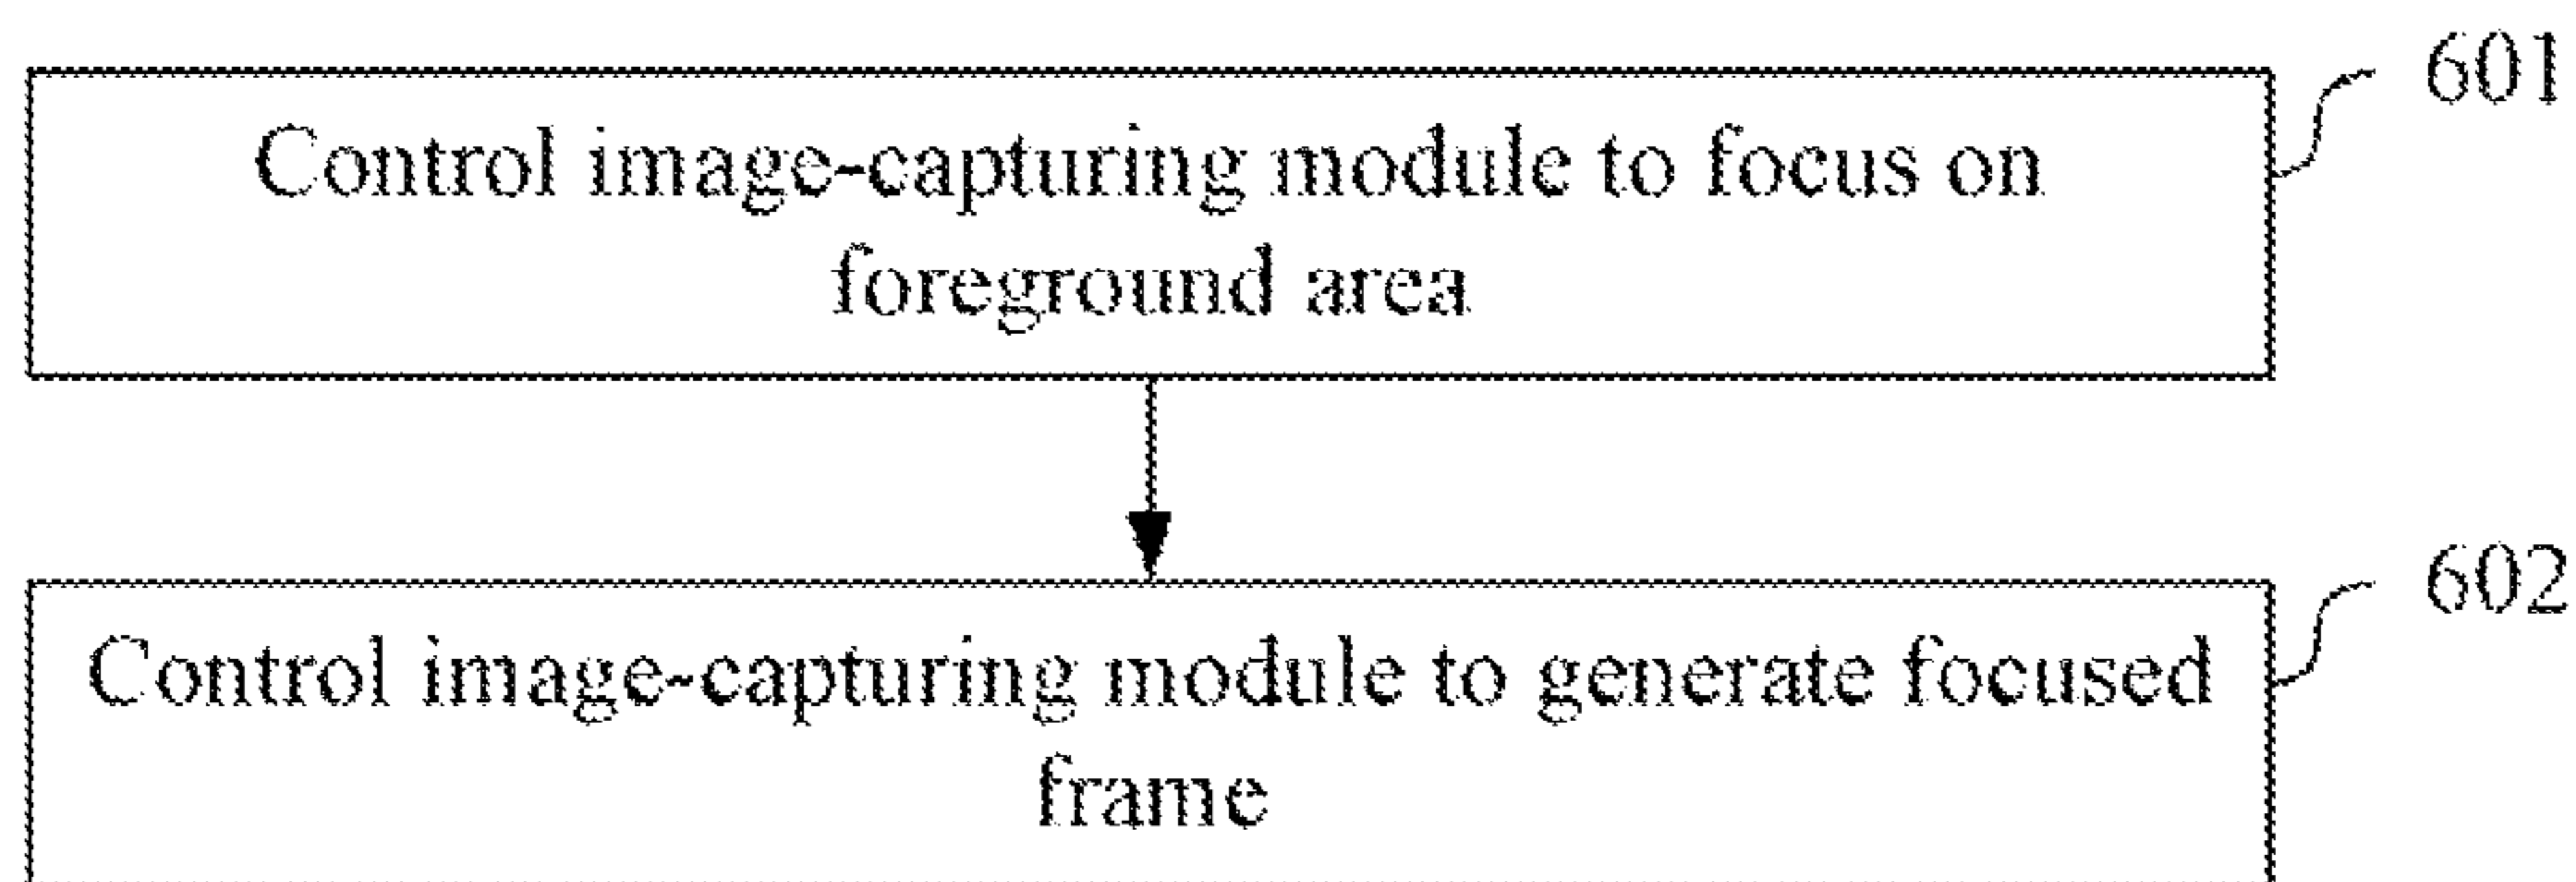 601
Control image-capturing module to focus on
foreground area
602
Control image-capturing module to generate focused
frame